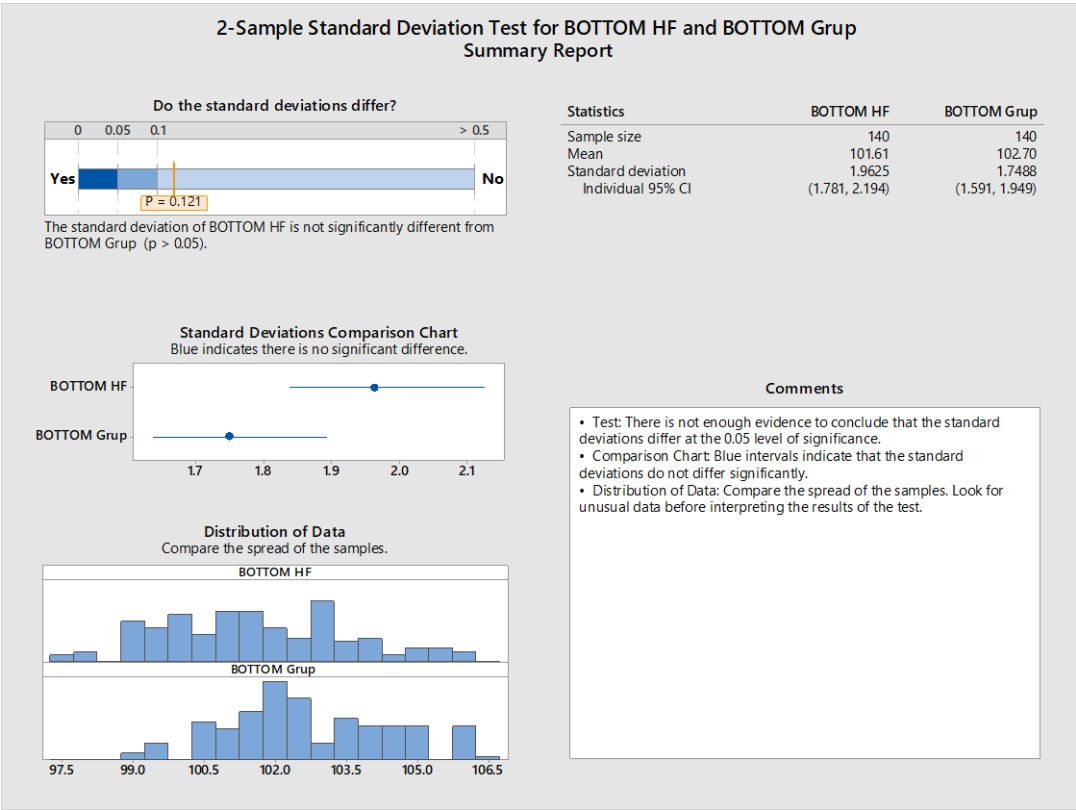 2-Sample Standard Deviation Test for BOTTOM HF and BOTTOM Grup
Summary Report
Do the standard deviations differ?
0 0.05 0.1 > 0.5
Yes No
P = 0.121
The standard deviation of BOTTOM HF is not significantly different from
BOTTOM Grup (p > 0.05).
Statistics BOTTOM HF BOTTOM Grup
Sample size 140 140
Mean 101.61 102.70
Standard deviation 1.9625 1.7488
Individual 95% CI (1.781, 2.194) (1.591, 1.949)
Standard Deviations Comparison Chart
Blue indicates there is no significant difference.
BOTTOM HF
BOTTOM Grup
1.7 1.8 1.9 2.0 2.1
Distribution of Data
Compare the spread of the samples.
BOTTOM HF
BOTTOM Grup
97.5 99.0 100.5 102.0 103.5 105.0 106.5
Comments
• Test: There is not enough evidence to conclude that the standard
deviations differ at the 0.05 level of significance.
• Comparison Chart: Blue intervals indicate that the standard
deviations do not differ significantly.
• Distribution of Data: Compare the spread of the samples. Look for
unusual data before interpreting the results of the test.